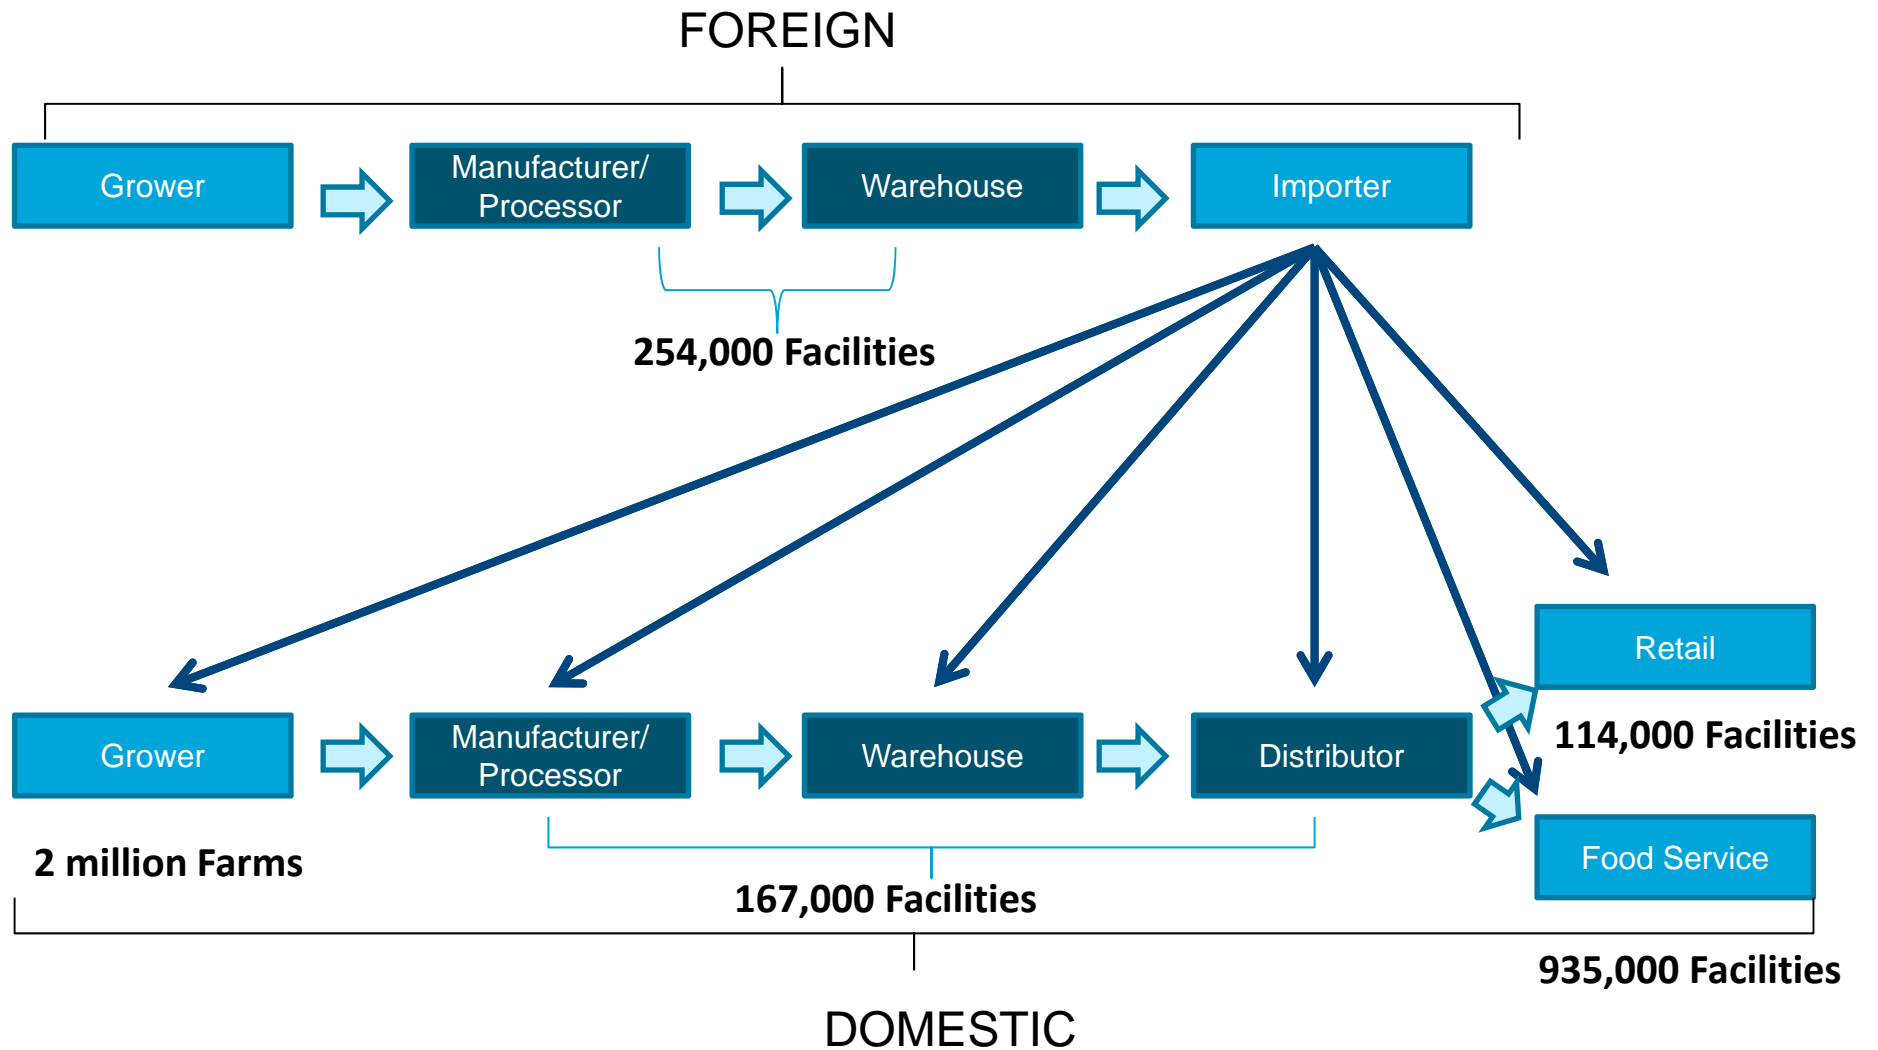 FOREIGN
Grower
Manufacturer/
Processor
Warehouse
Importer
254,000 Facilities
Retail
114,000 Facilities
Grower
Manufacturer/
Processor
Warehouse
Distributor
Food Service
2 million Farms
167,000 Facilities
935,000 Facilities
DOMESTIC